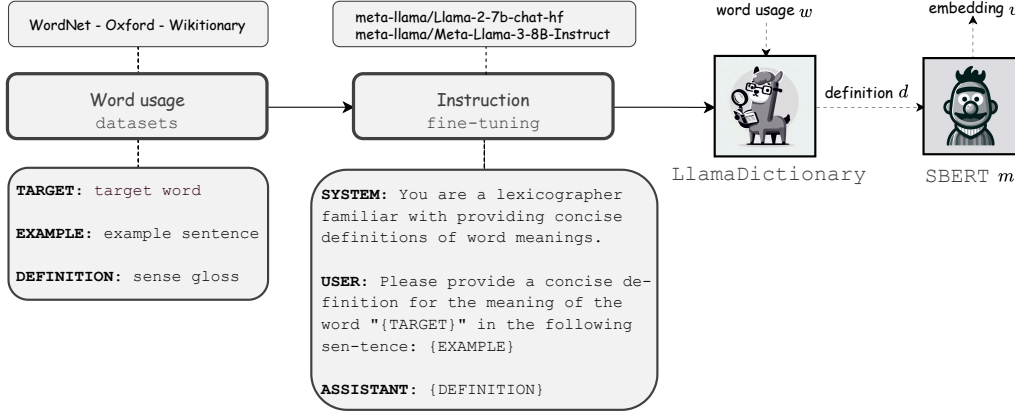 WordNet - Oxford - Wikitionary
Word usage
datasets
TARGET: target word
EXAMPLE: example sentence
DEFINITION: sense gloss
meta-llama/Llama-2-7b-chat-hf
meta-llama/Meta-Llama-3-8B-Instruct
Instruction
fine-tuning
SYSTEM: You are a lexicographer
familiar with providing concise
definitions of word meanings.
USER: Please provide a concise de-
finition for the meaning of the
word "{TARGET}" in the following
sen-tence: {EXAMPLE}
ASSISTANT: {DEFINITION}
word usage w
LlamaDictionary
definition d
embedding
SBERT m